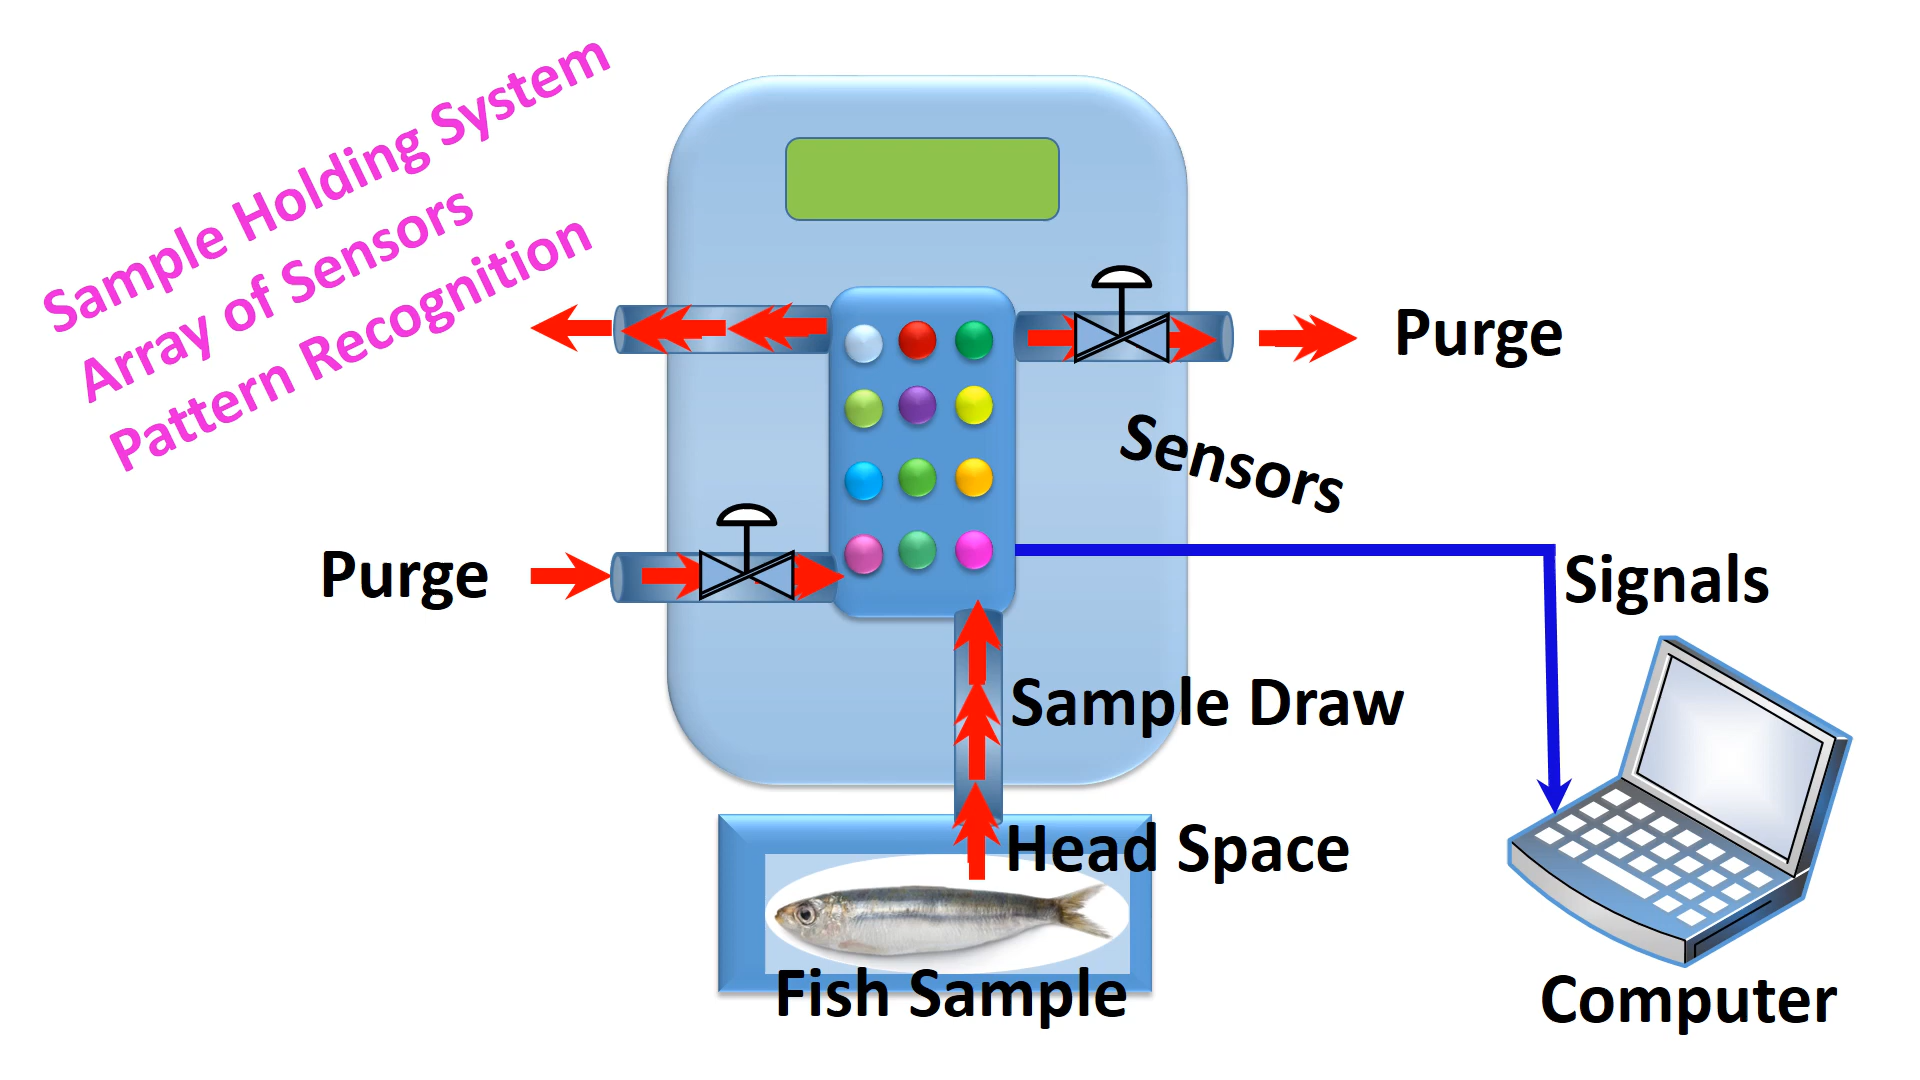 Sample Holding System
Array of Sensors
Pattern Recognition
Purge
Sensors
Purge
Signals
Sample Draw
Head Space
Fish Sample
Computer